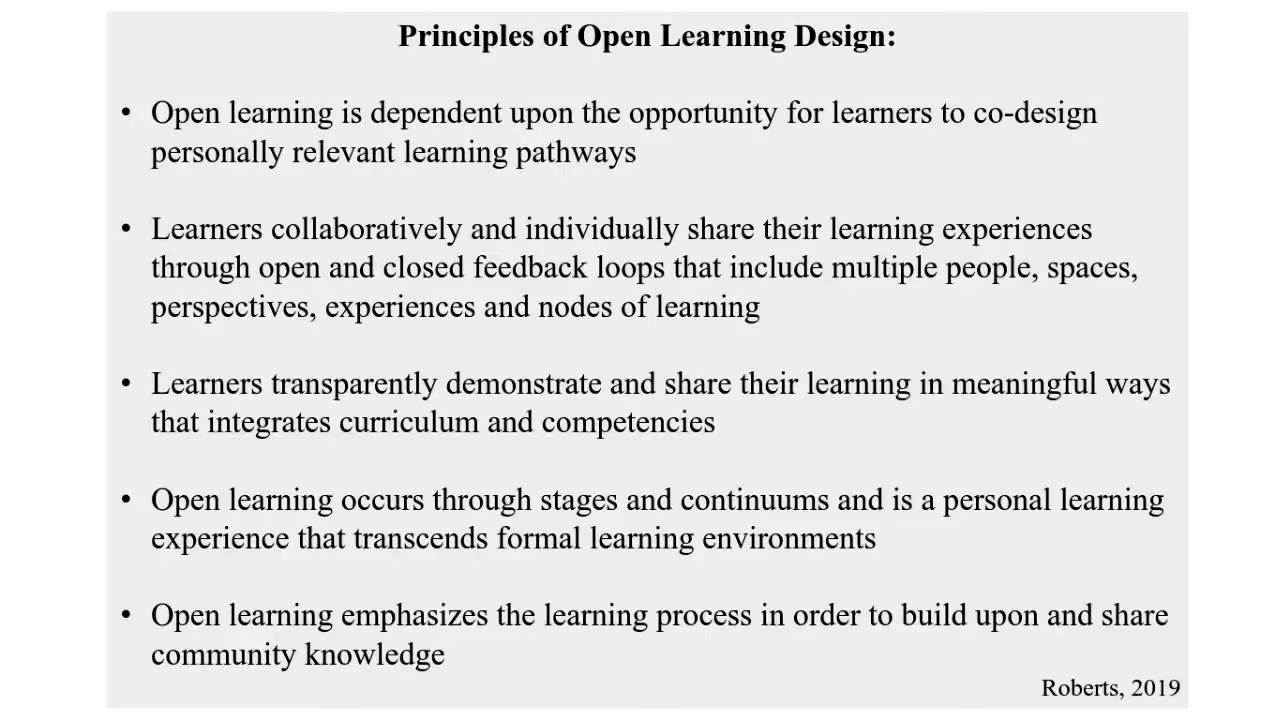 Principles of Open Learning Design:
• Open learning is dependent upon the opportunity for learners to co-design
personally relevant learning pathways
• Learners collaboratively and individually share their learning experiences
through open and closed feedback loops that include multiple people, spaces,
perspectives, experiences and nodes of learning
• Learners transparently demonstrate and share their learning in meaningful ways
that integrates curriculum and competencies
• Open learning occurs through stages and continuums and is a personal learning
experience that transcends formal learning environments
• Open learning emphasizes the learning process in order to build upon and share
community knowledge
Roberts, 2019